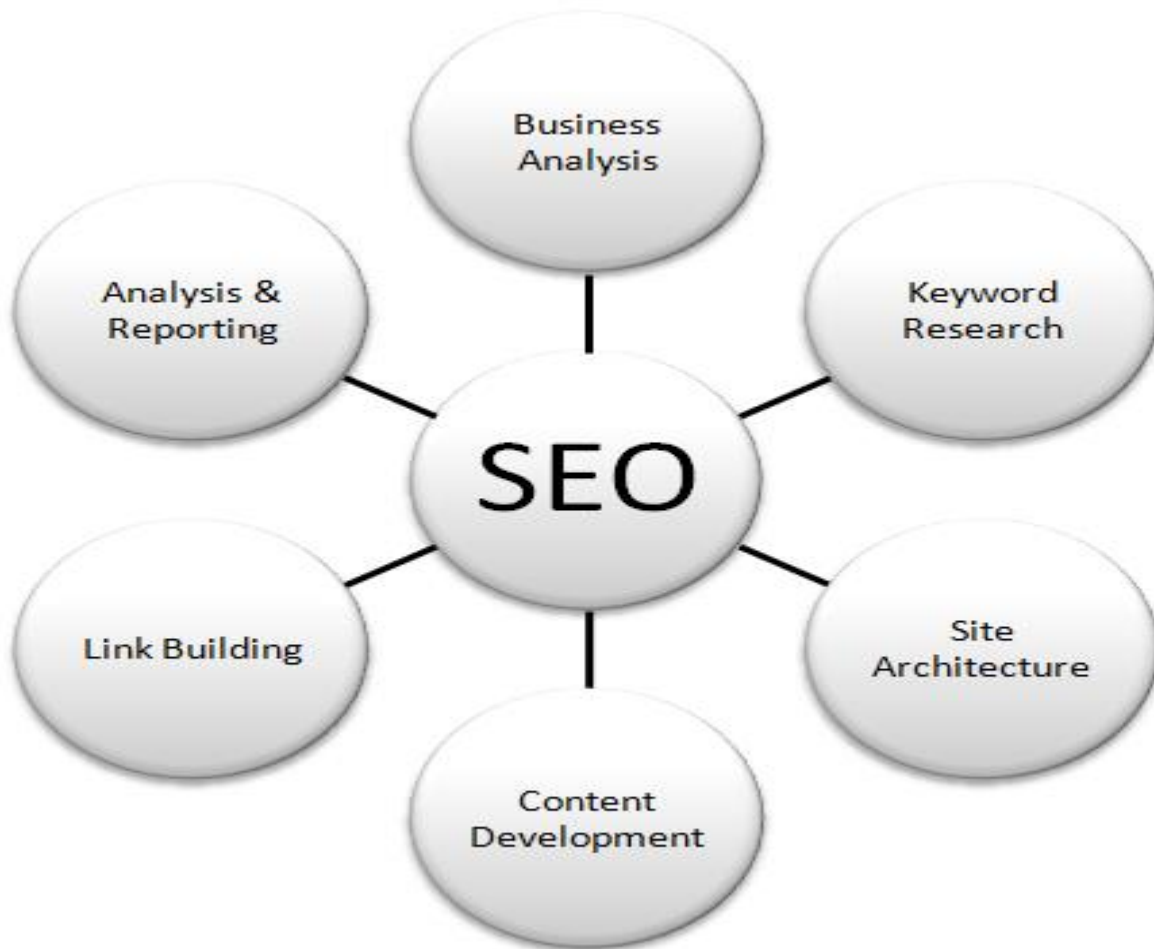 Business
Analysis
Analysis &
Reporting
Keyword
Research
SEO
Link Building
Site
Architecture
Content
Development